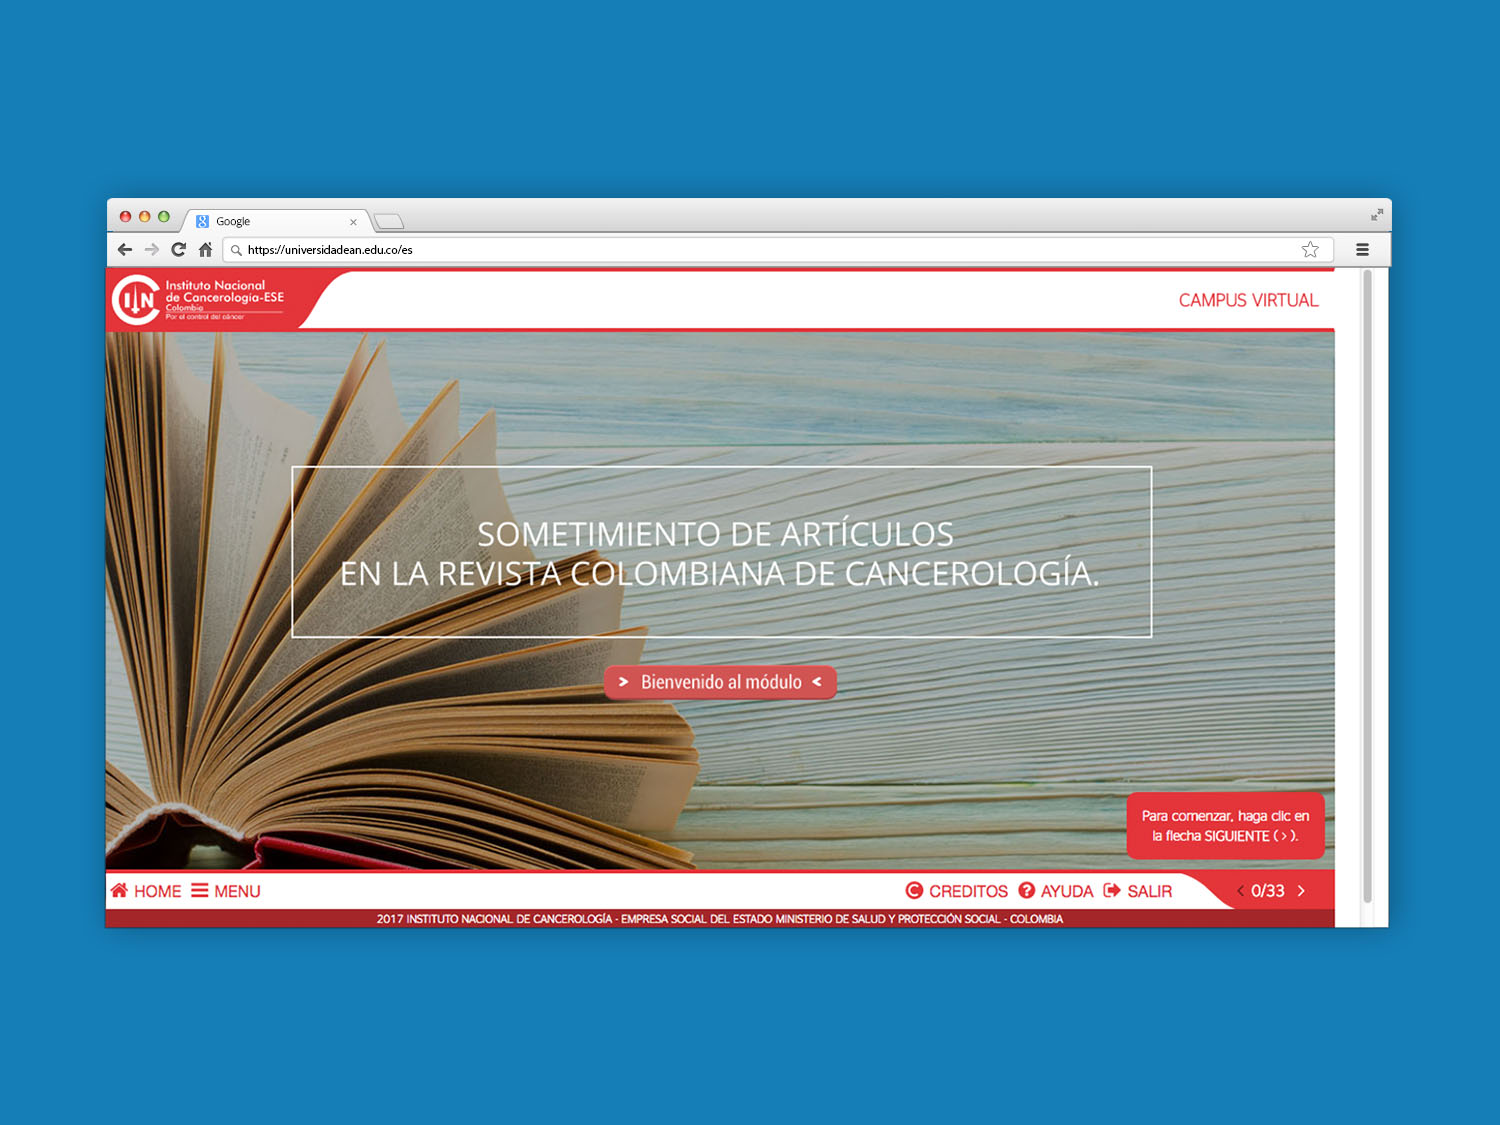 Google
https://universidadean.edu.co/es
Instituto Nacional
de Cancerología-ESE
Colombia
Por el control del cáncer
CAMPUS VIRTUAL
SOMETIMIENTO DE ARTÍCULOS
EN LA REVISTA COLOMBIANA DE CANCEROLOGÍA.
> Bienvenido al módulo <
Para comenzar, haga clic en
la flecha SIGUIENTE ( > ).
HOME MENU CREDITOS AYUDA SALIR < 0/33 >
2017 INSTITUTO NACIONAL DE CANCEROLOGÍA - EMPRESA SOCIAL DEL ESTADO MINISTERIO DE SALUD Y PROTECCIÓN SOCIAL - COLOMBIA